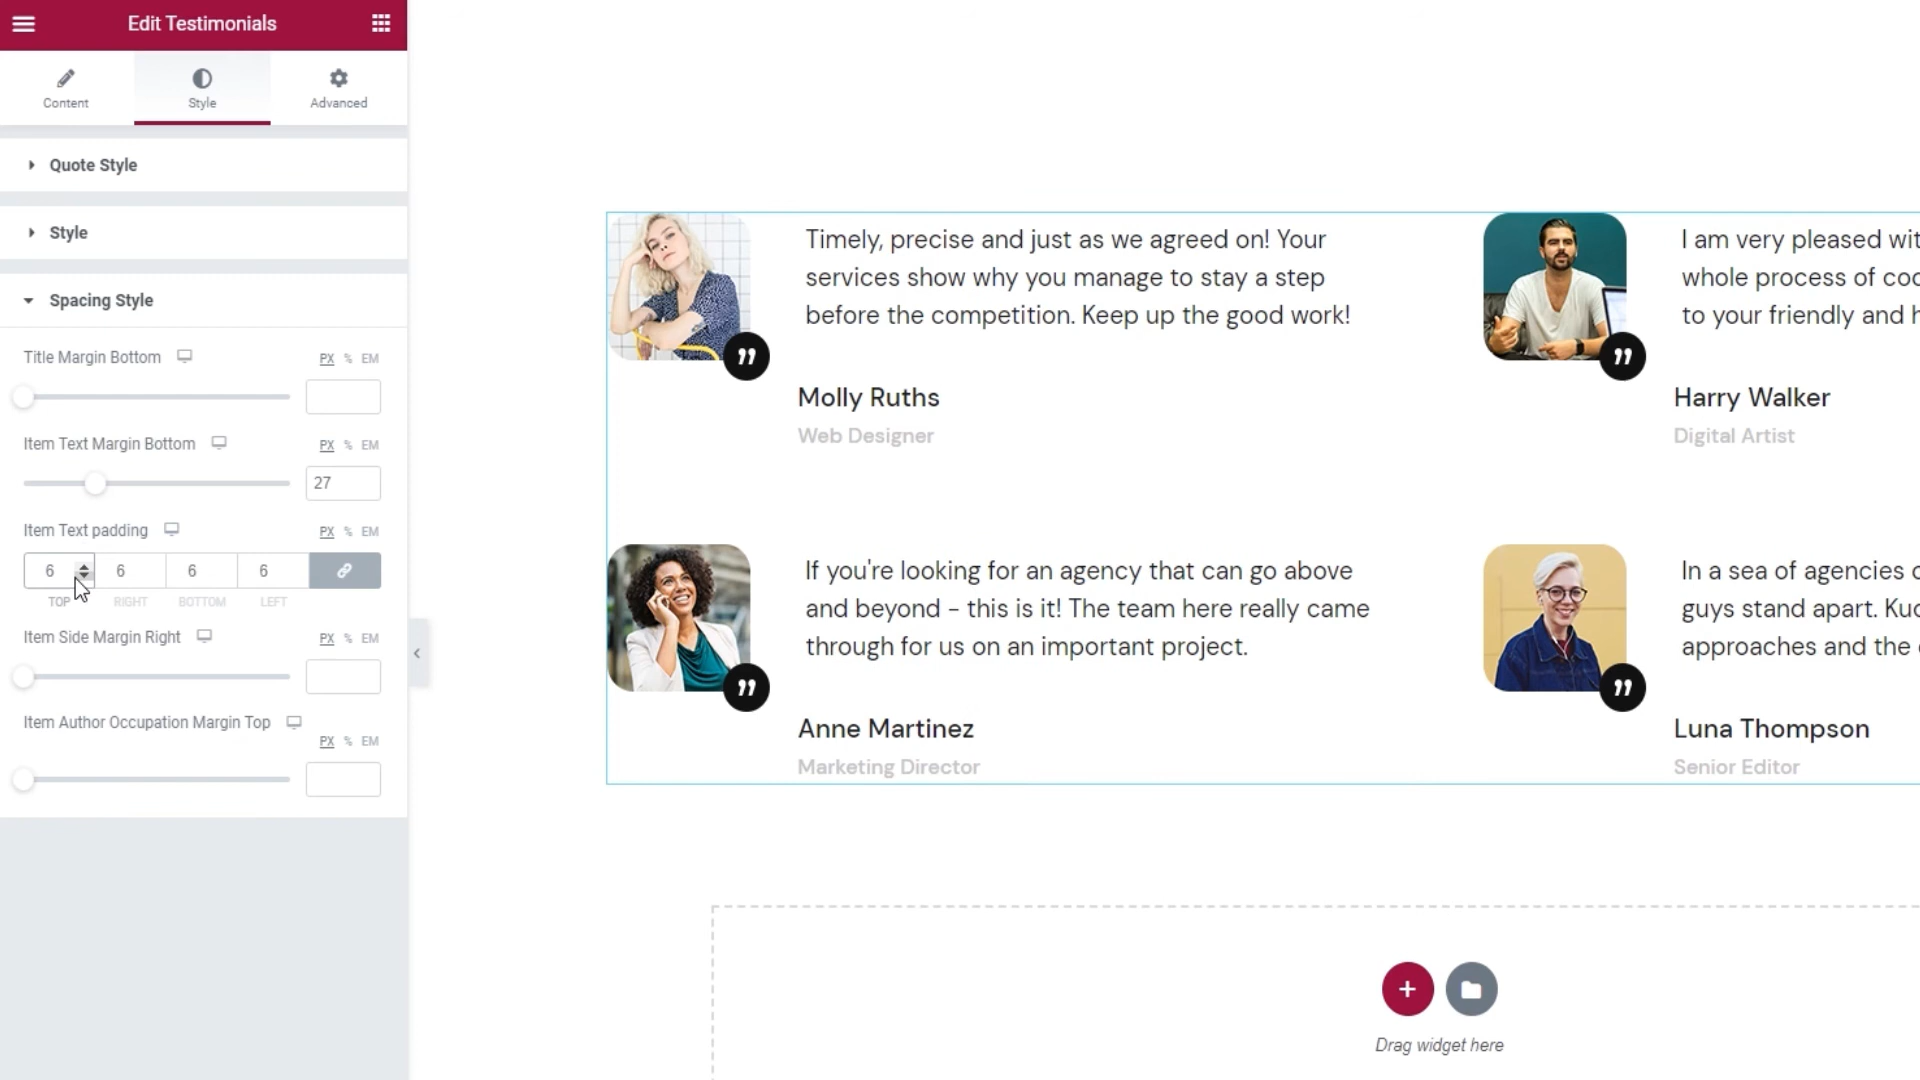 Edit Testimonials
Content
Style
Advanced
Quote Style
Style
Spacing Style
Title Margin Bottom PX % EM
Item Text Margin Bottom PX % EM
27
Item Text padding PX % EM
6 6 6 6
TOP RIGHT BOTTOM LEFT
Item Side Margin Right PX % EM
Item Author Occupation Margin Top
PX % EM
Timely, precise and just as we agreed on! Your
services show why you manage to stay a step
before the competition. Keep up the good work!
Molly Ruths
Web Designer
I am very pleased
whole process of
to your friendly and
Harry Walker
Digital Artist
If you're looking for an agency that can go above
and beyond - this is it! The team here really came
through for us on an important project.
Anne Martinez
Marketing Director
In a sea of agencies
guys stand apart.
approaches and the
Luna Thompson
Senior Editor
Drag widget here